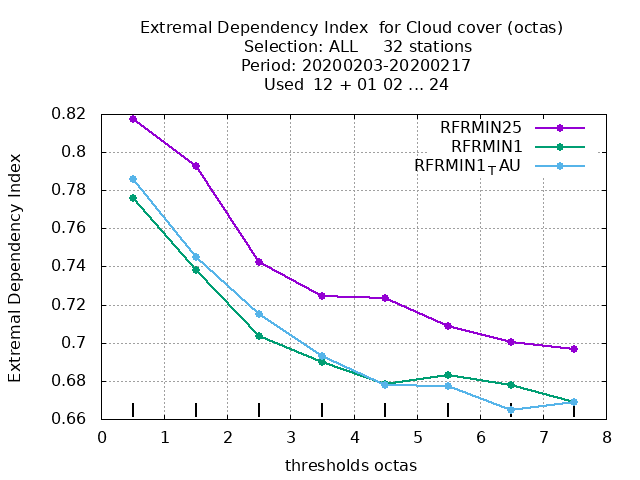 Extremal Dependency Index  for Cloud cover (octas)
Selection: ALL     32 stations
Period: 20200203-20200217
Used  12 + 01 02 ... 24
RFRMIN25
RFRMIN1
RFRMIN1TAU
0.82
0.8
0.78
0.76
0.74
0.72
0.7
0.68
0.66
Extremal Dependency Index
0 1 2 3 4 5 6 7 8
thresholds octas